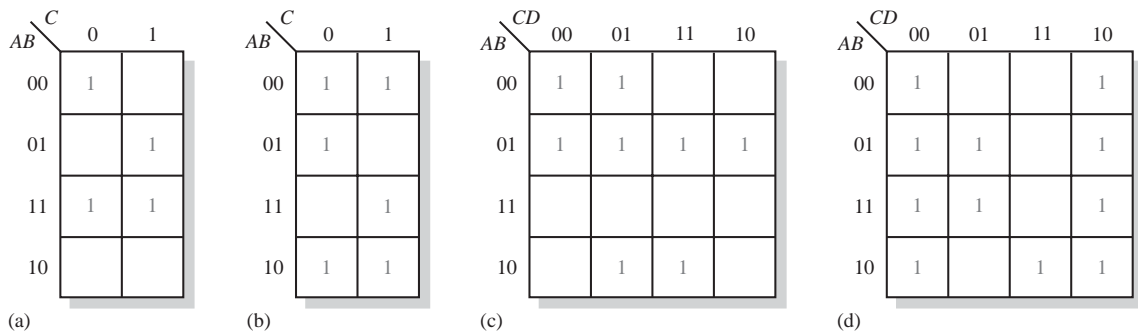 C C CD CD
AB 0 1 AB 0 1 AB 00 01 11 10 AB 00 01 11 10
00 1 00 1 1 00 1 1 00 1 1
01 1 01 1 01 1 1 1 1 01 1 1 1
11 1 1 11 1 11 11 1 1 1
10 10 1 1 10 1 1 10 1 1 1
(a) (b) (c) (d)